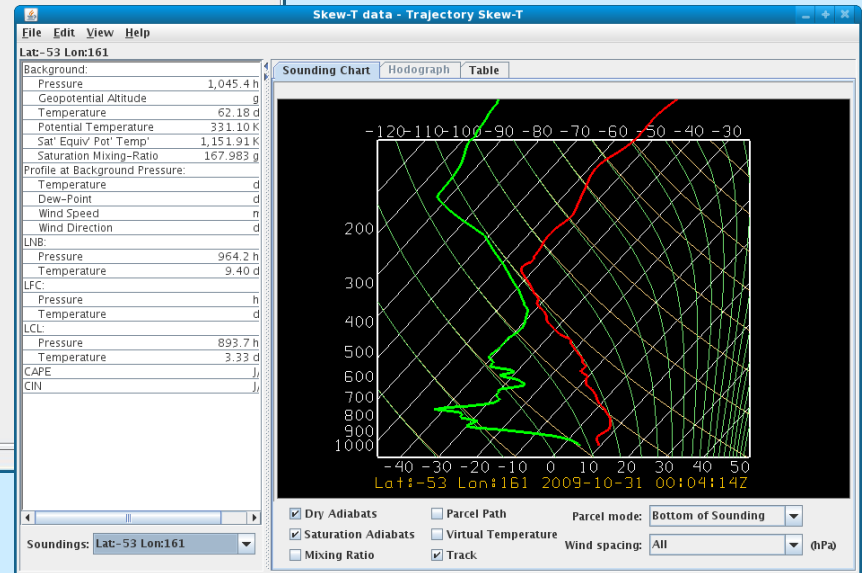 Skew-T data - Trajectory Skew-T
File Edit View Help
Lat:-53 Lon:161
Background:
Pressure 1,045.4 h
Geopotential Altitude g
Temperature 62.18 d
Potential Temperature 331.10 K
Sat' Equiv' Pot' Temp' 1,151.91 K
Saturation Mixing-Ratio 167.983 g
Profile at Background Pressure:
Temperature d
Dew-Point d
Wind Speed m
Wind Direction d
LNB:
Pressure 964.2 h
Temperature 9.40 d
LFC:
Pressure h
Temperature d
LCL:
Pressure 893.7 h
Temperature 3.33 d
CAPE J/
CIN J/
Soundings: Lat:-53 Lon:161
Sounding Chart Hodograph Table
-120 -110 -100 -90 -80 -70 -60 -50 -40 -30
200
300
400
500
600
700
800
900
1000
-40 -30 -20 -10 0 10 20 30 40 50
Lat:-53 Lon:161 2009-10-31 00:04:14Z
Dry Adiabats Parcel Path Parcel mode: Bottom of Sounding
Saturation Adiabats Virtual Temperature Wind spacing: All (hPa)
Mixing Ratio Track